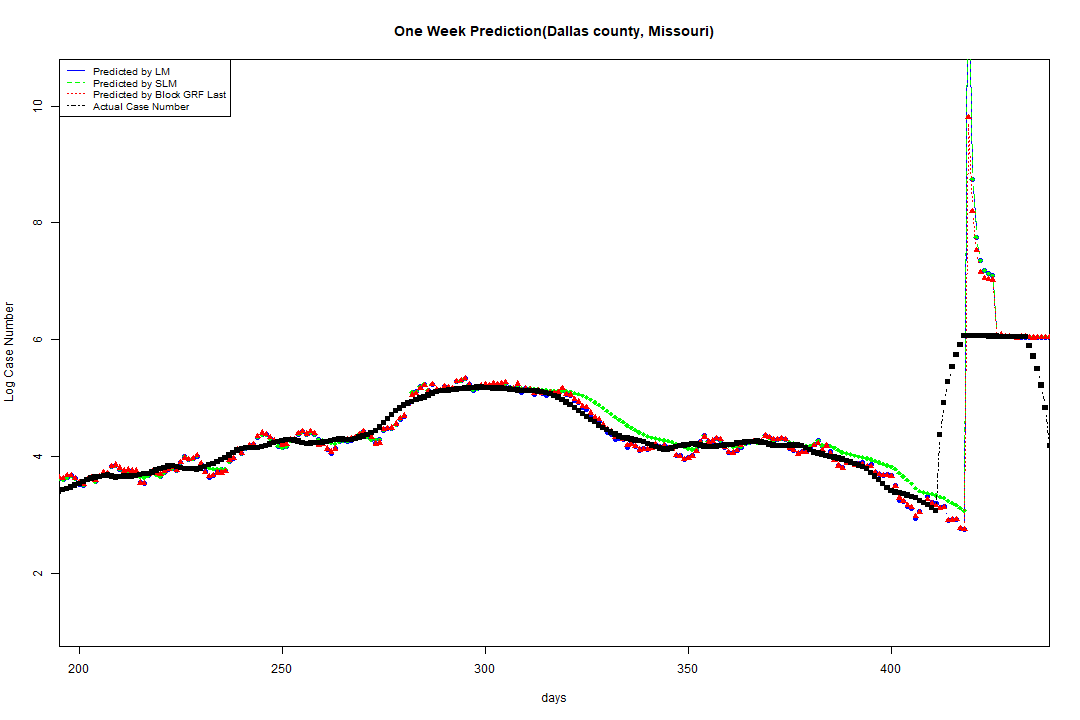 One Week Prediction(Dallas county, Missouri)
Predicted by LM
Predicted by SLM
Predicted by Block GRF Last
Actual Case Number
10
8
6
4
2
Log Case Number
200
250
300
350
400
days